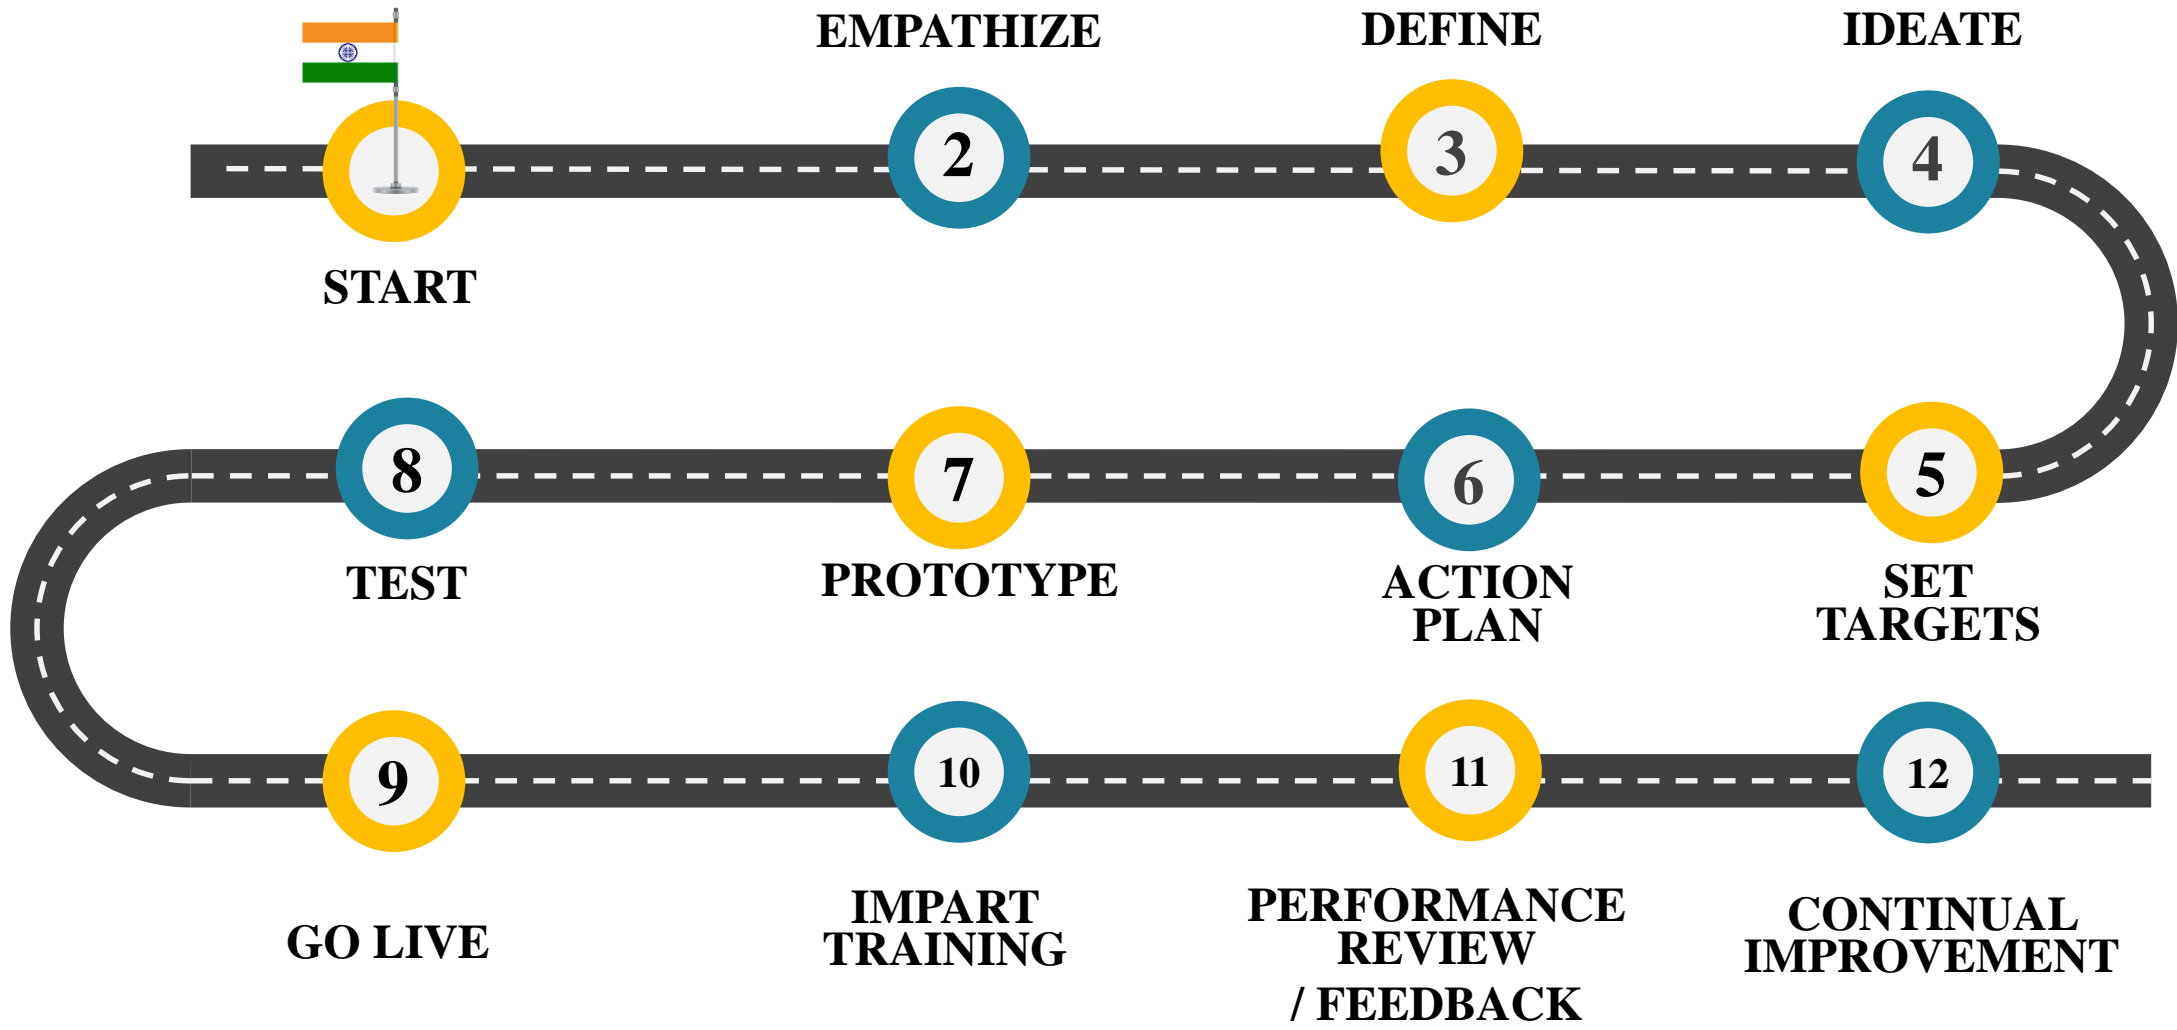 EMPATHIZE
DEFINE
IDEATE
2
3
4
START
8
7
6
5
TEST
PROTOTYPE
ACTION
PLAN
SET
TARGETS
9
10
11
12
GO LIVE
IMPART
TRAINING
PERFORMANCE
REVIEW
/ FEEDBACK
CONTINUAL
IMPROVEMENT